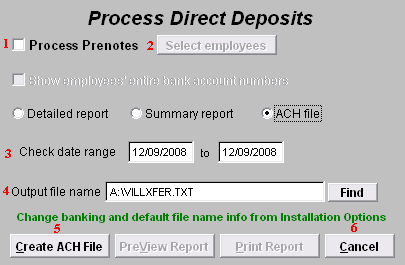 Process Direct Deposits
1 Process Prenotes 2 Select employees
Show employees' entire bank account numbers
Detailed report Summary report ACH file
3 Check date range 12/09/2008 to 12/09/2008
4 Output file name A:\VILLXFER.TXT Find
Change banking and default file name info from Installation Options
5 6
Create ACH File PreView Report Print Report Cancel